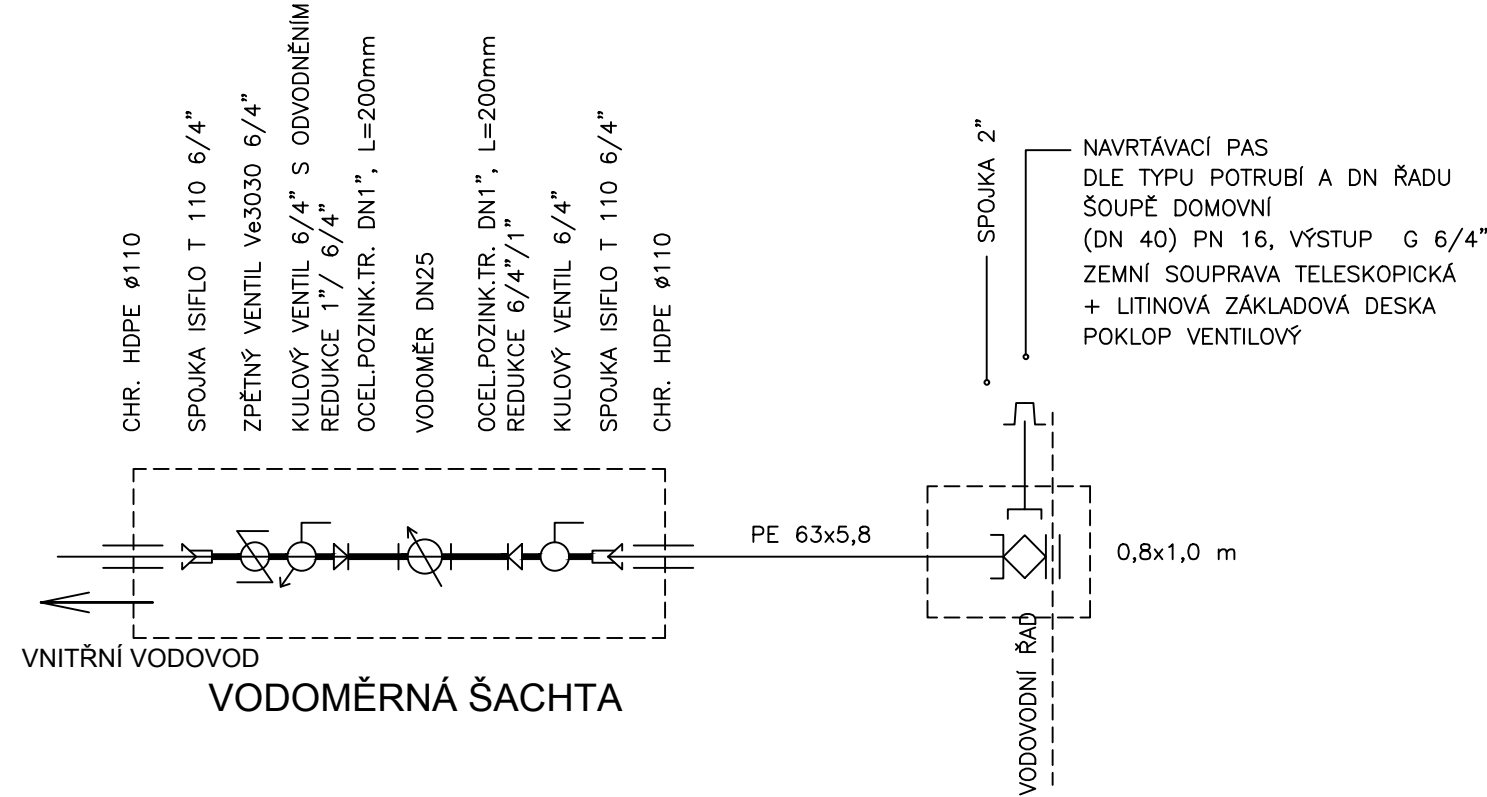 CHR. HDPE ø110
SPOJKA ISIFLO T 110 6/4"
ZPĚTNÝ VENTIL Ve3030 6/4"
KULOVÝ VENTIL 6/4" S ODVODNĚNÍM
REDUKCE 1"/ 6/4"
OCEL.POZINK.TR. DN1", L=200mm
VODOMĚR DN25
OCEL.POZINK.TR. DN1", L=200mm
REDUKCE 6/4"/1"
KULOVÝ VENTIL 6/4"
SPOJKA ISIFLO T 110 6/4"
CHR. HDPE ø110
SPOJKA 2"
NAVRTÁVACÍ PAS
DLE TYPU POTRUBÍ A DN ŘADU
ŠOUPĚ DOMOVNÍ
(DN 40) PN 16, VÝSTUP G 6/4"
ZEMNÍ SOUPRAVA TELESKOPICKÁ
+ LITINOVÁ ZÁKLADOVÁ DESKA
POKLOP VENTILOVÝ
PE 63x5,8
0,8x1,0 m
VODOVODNÍ ŘAD
VNITŘNÍ VODOVOD
VODOMĚRNÁ ŠACHTA